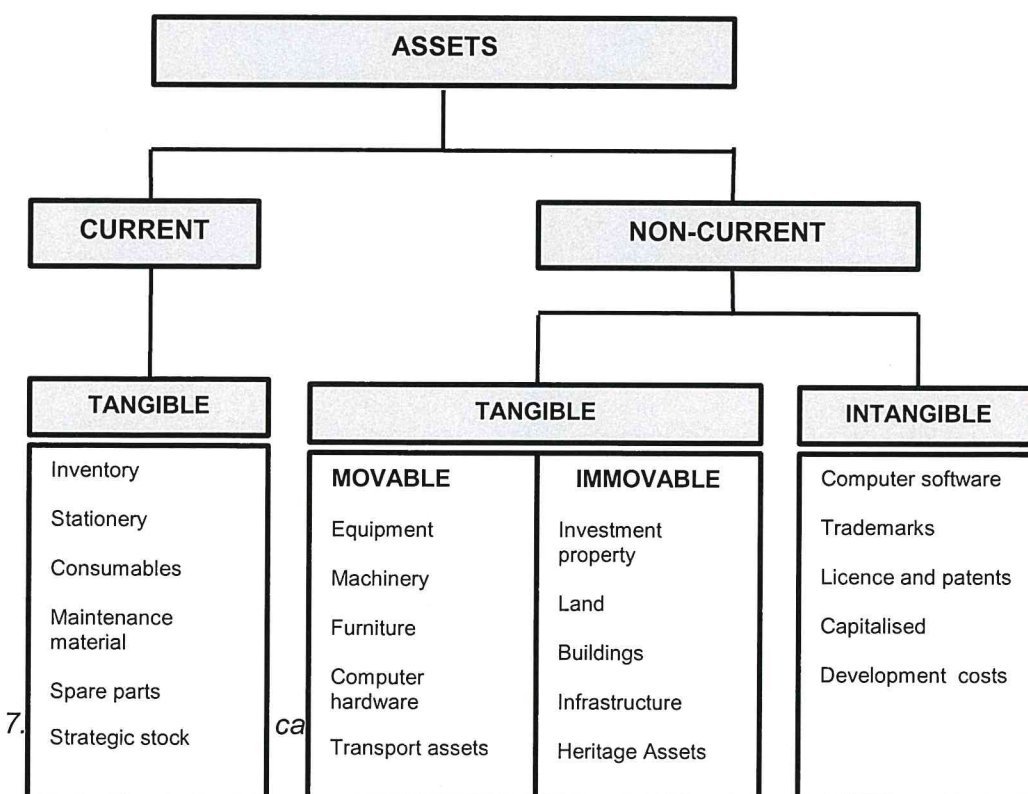 ASSETS
CURRENT
NON-CURRENT
TANGIBLE
Inventory
Stationery
Consumables
Maintenance
material
Spare parts
Strategic stock
TANGIBLE
MOVABLE
Equipment
Machinery
Furniture
Computer
hardware
Transport assets
IMMOVABLE
Investment
property
Land
Buildings
Infrastructure
Heritage Assets
INTANGIBLE
Computer software
Trademarks
Licence and patents
Capitalised
Development costs
7.
ca